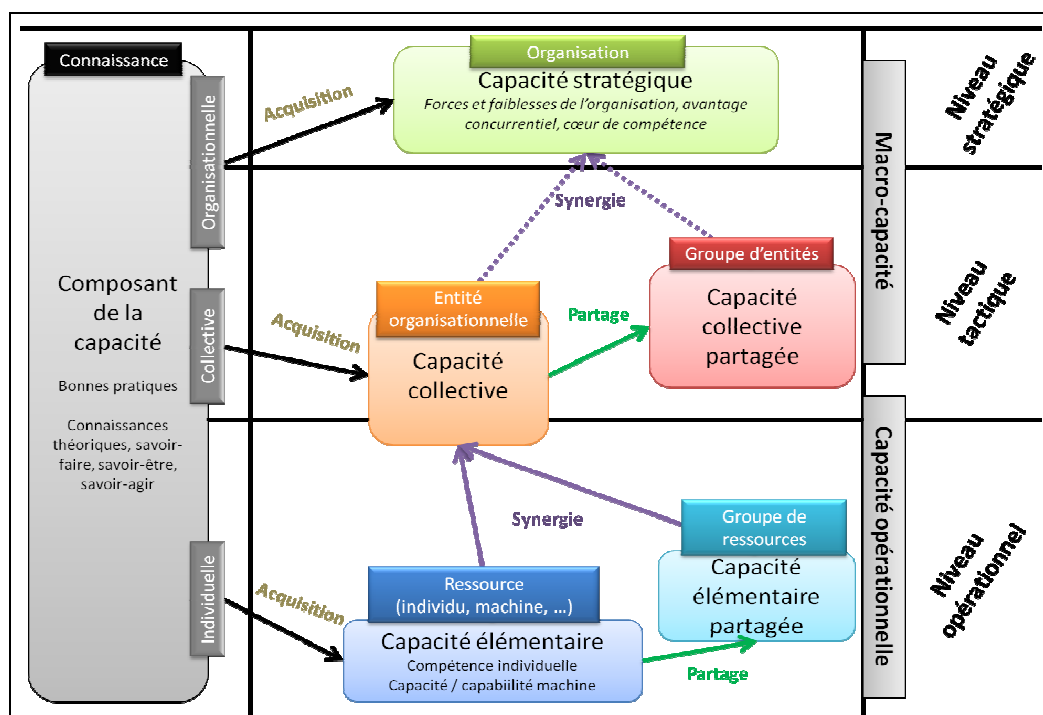 Connaissance
Composant
de la
capacité
Bonnes pratiques
Connaissances
théoriques, savoir-
faire, savoir-être,
savoir-agir
Organisationnelle
Collective
Individuelle
Acquisition
Organisation
Capacité stratégique
Forces et faiblesses de l'organisation, avantage
concurrentiel, cœur de compétence
Synergie
Acquisition
Entité
organisationnelle
Capacité
collective
Partage
Groupe d'entités
Capacité
collective
partagée
Synergie
Acquisition
Ressource
(individu, machine, ...)
Capacité élémentaire
Compétence individuelle
Capacité / capabiilité machine
Partage
Groupe de
ressources
Capacité
élémentaire
partagée
Macro-capacité
Capacité opérationnelle
Niveau
stratégique
Niveau
tactique
Niveau
opérationnel